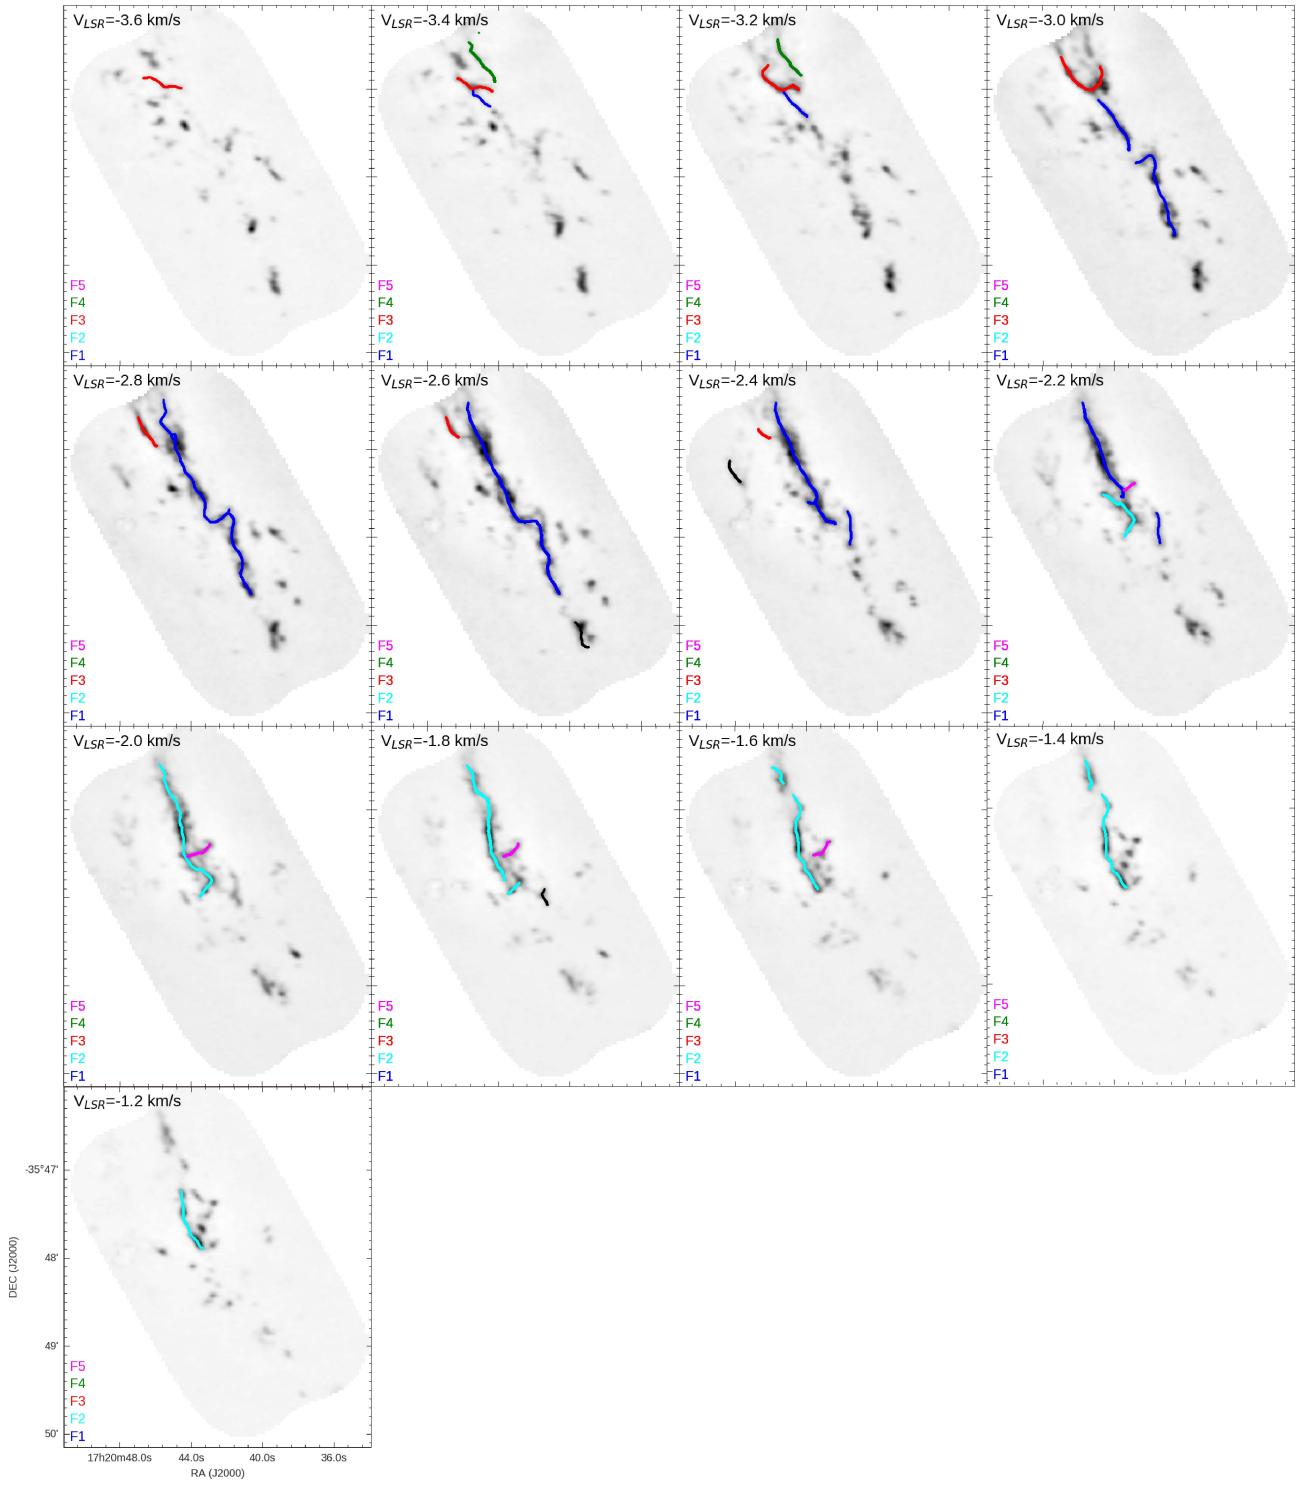 V_LSR=-3.6 km/s
F5
F4
F3
F2
F1
V_LSR=-3.4 km/s
F5
F4
F3
F2
F1
V_LSR=-3.2 km/s
F5
F4
F3
F2
F1
V_LSR=-3.0 km/s
F5
F4
F3
F2
F1
V_LSR=-2.8 km/s
F5
F4
F3
F2
F1
V_LSR=-2.6 km/s
F5
F4
F3
F2
F1
V_LSR=-2.4 km/s
F5
F4
F3
F2
F1
V_LSR=-2.2 km/s
F5
F4
F3
F2
F1
V_LSR=-2.0 km/s
F5
F4
F3
F2
F1
V_LSR=-1.8 km/s
F5
F4
F3
F2
F1
V_LSR=-1.6 km/s
F5
F4
F3
F2
F1
V_LSR=-1.4 km/s
F5
F4
F3
F2
F1
V_LSR=-1.2 km/s
F5
F4
F3
F2
F1
-35°47'
48'
49'
50'
DEC (J2000)
17h20m48.0s 44.0s 40.0s 36.0s
RA (J2000)